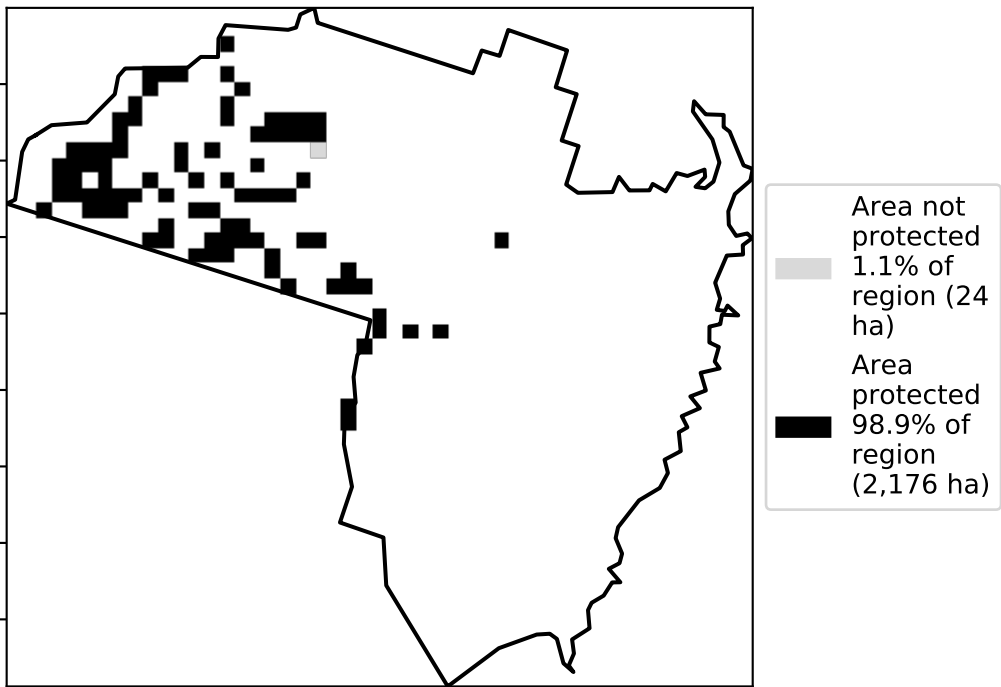 Area not
protected
1.1% of
region (24
ha)
Area
protected
98.9% of
region
(2,176 ha)